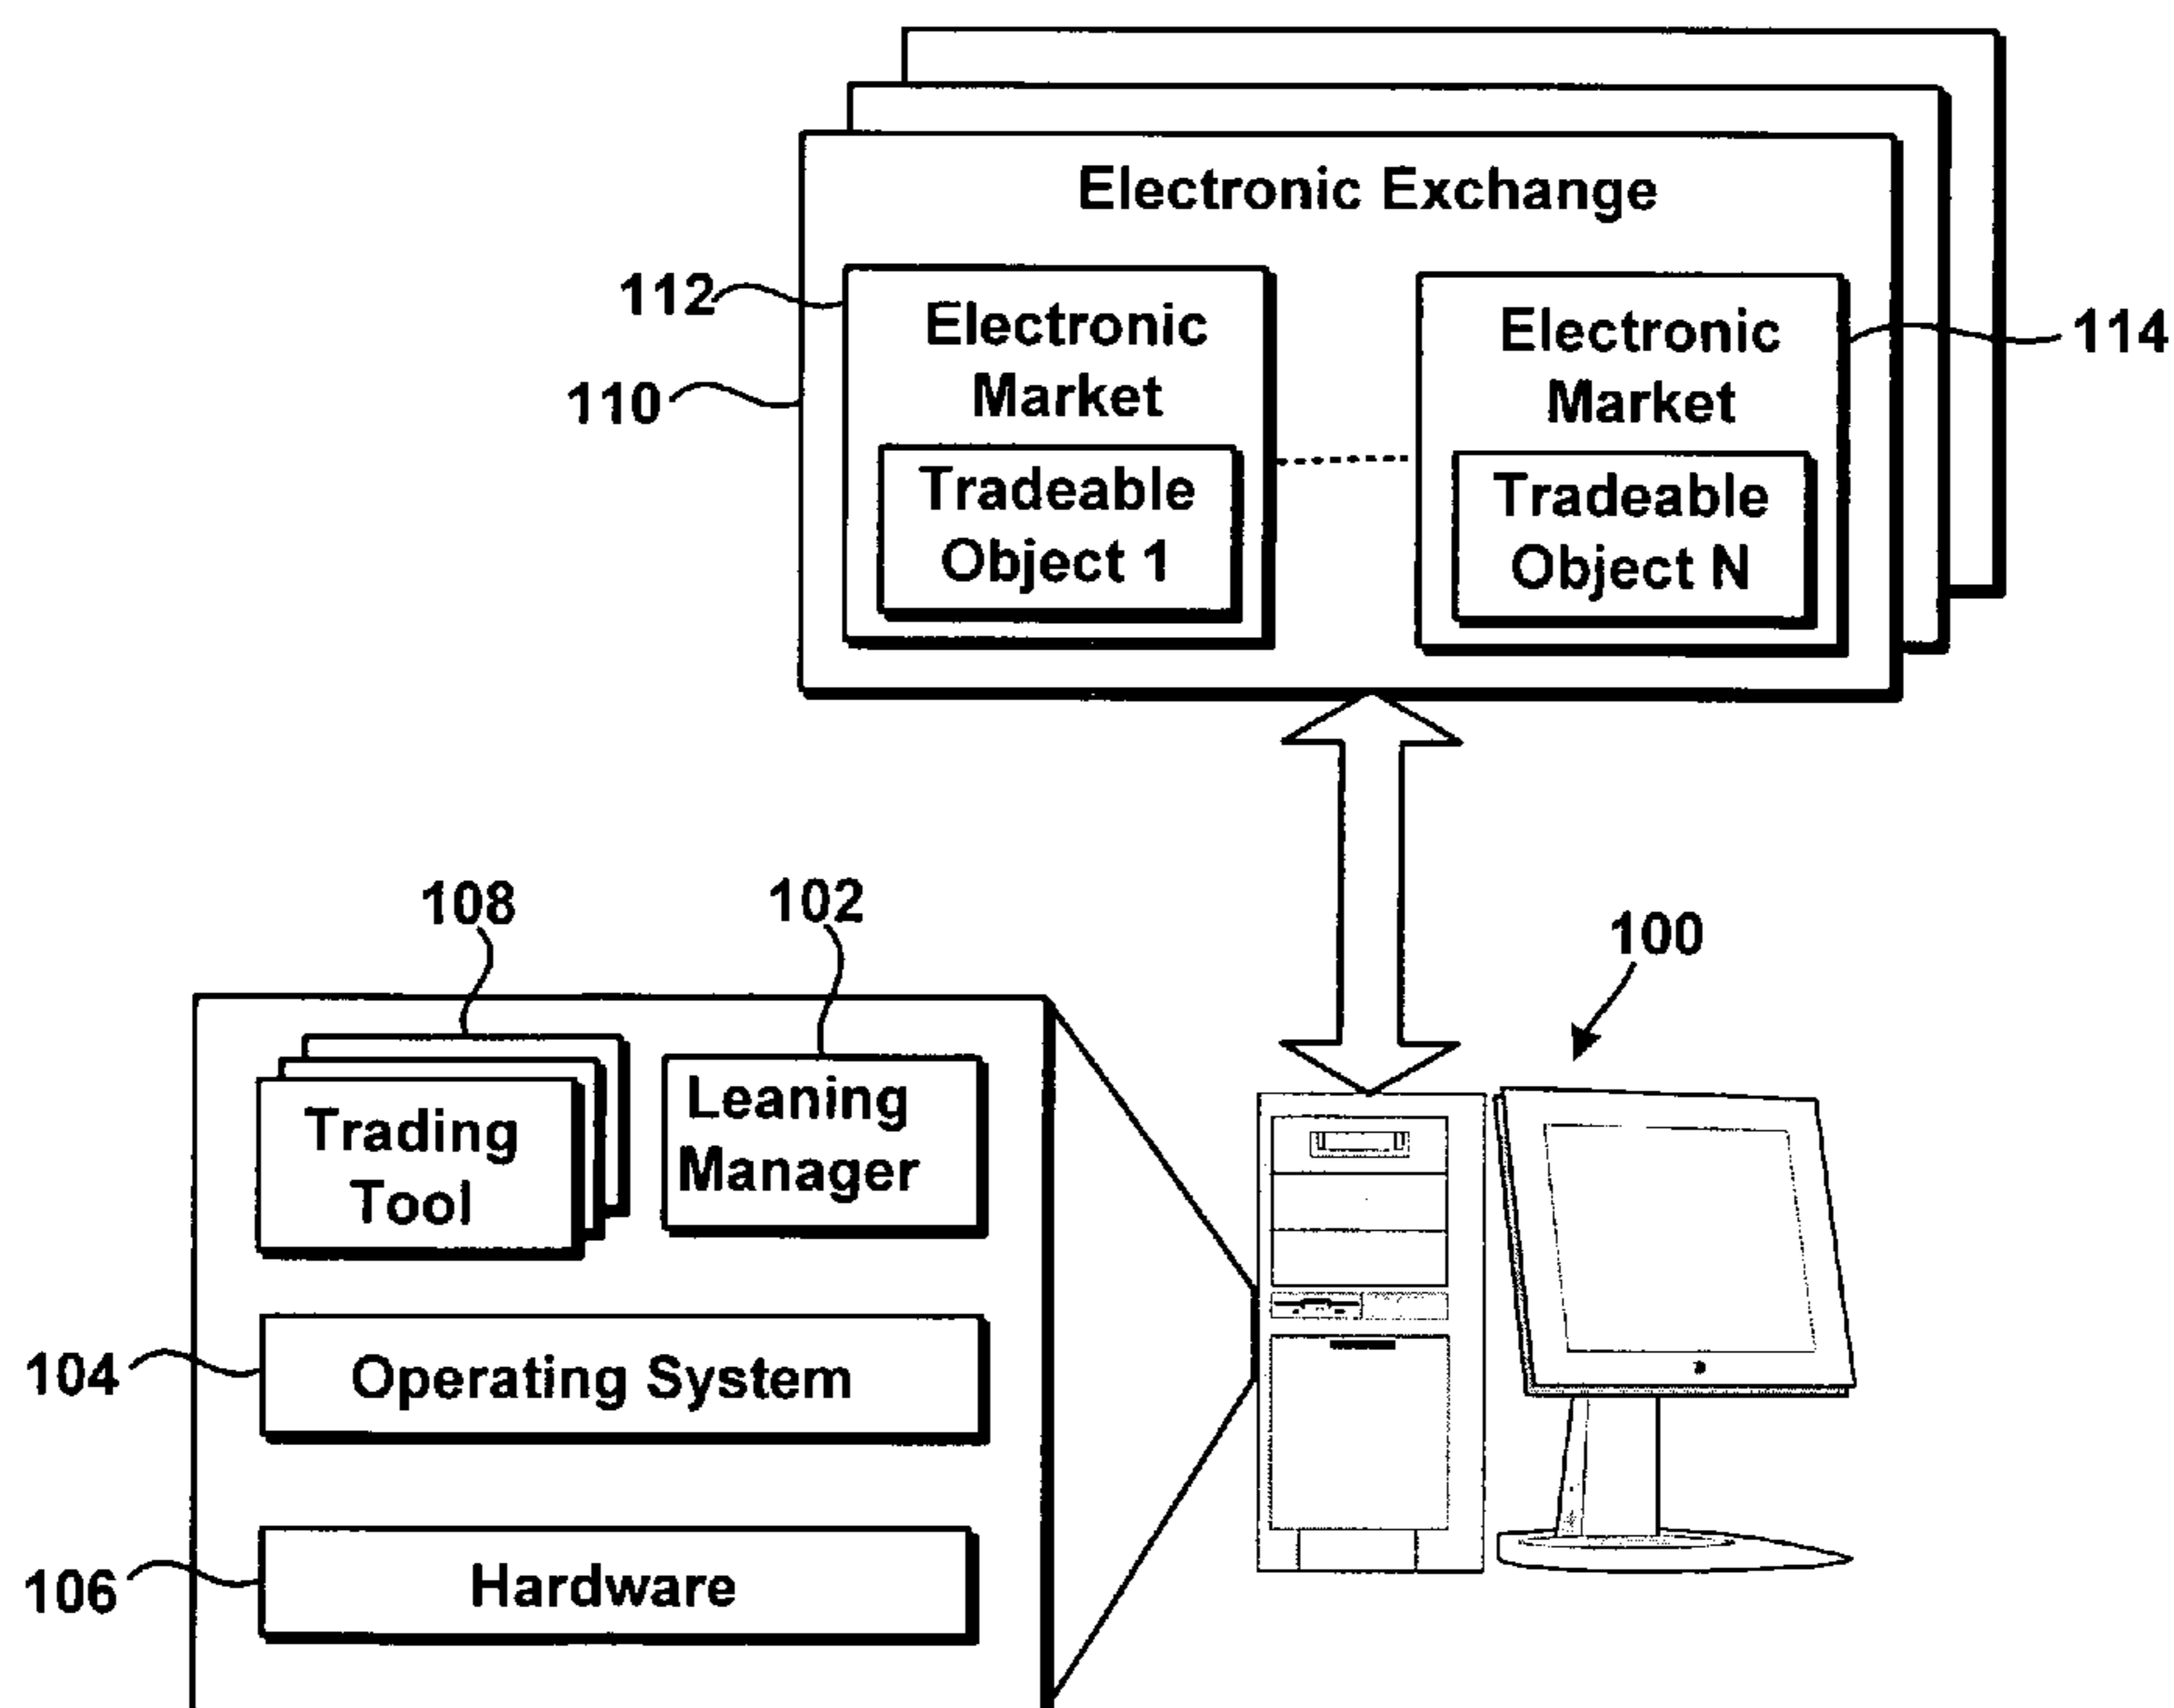 Electronic Exchange
112
Electronic
Market
Tradeable
Object 1
110
Electronic
Market
Tradeable
Object N
114
108
102
100
Trading
Tool
Leaning
Manager
104
Operating System
106
Hardware